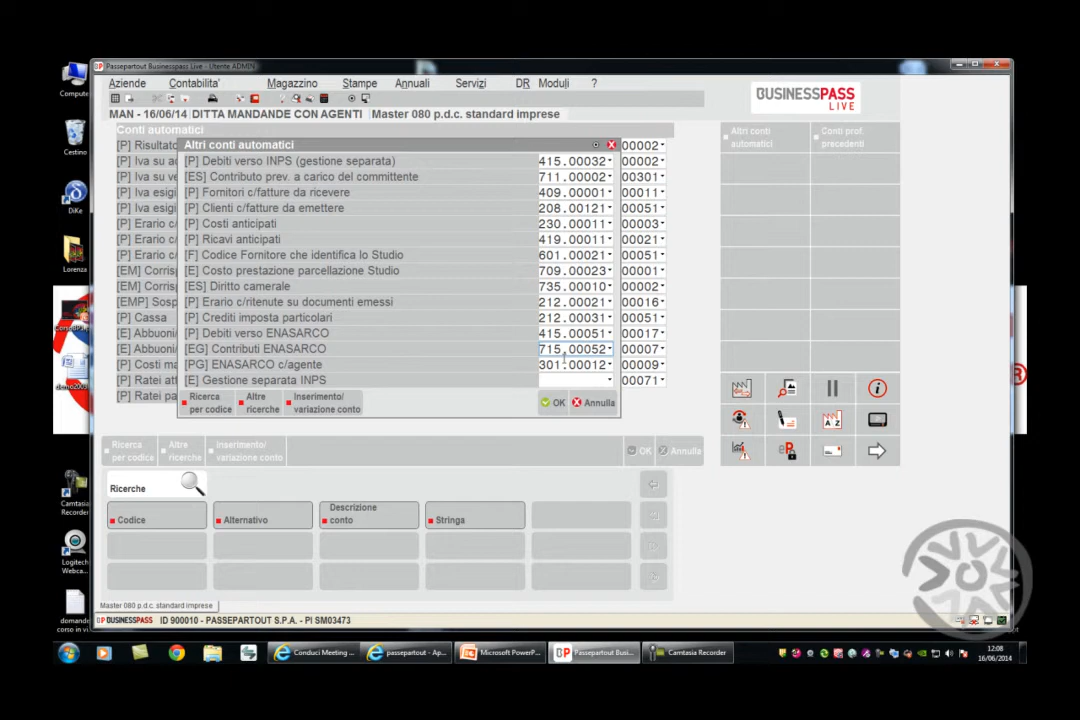 Passepartout Businesspass Live - Utente ADMIN
Aziende Contabilita' Magazzino Stampe Annuali Servizi DR Moduli ?
BUSINESSPASS
LIVE
MAN - 16/06/14 DITTA MANDANDE CON AGENTI Master 080 p.d.c. standard imprese
Conti automatici
Altri conti automatici
[P] Risultato 00002
[P] Iva su ac [P] Debiti verso INPS (gestione separata) 415.00032 00002
[P] Iva su ve [ES] Contributo prev. a carico del committente 711.00002 00301
[P] Iva esigi [P] Fornitori c/fatture da ricevere 409.00001 00011
[P] Iva esigi [P] Clienti c/fatture da emettere 208.00121 00051
[P] Erario c/ [P] Costi anticipati 230.00011 00003
[P] Erario c/ [P] Ricavi anticipati 419.00011 00021
[P] Erario c/ [F] Codice Fornitore che identifica lo Studio 601.00021 00051
[EM] Corrisp [E] Costo prestazione parcellazione Studio 709.00023 00001
[EM] Corrisp [ES] Diritto camerale 735.00010 00002
[EMP] Sosp [P] Erario c/ritenute su documenti emessi 212.00021 00016
[P] Cassa [P] Crediti imposta particolari 212.00031 00051
[E] Abbuoni/ [P] Debiti verso ENASARCO 415.00051 00017
[E] Abbuoni/ [EG] Contributi ENASARCO 715.00052 00007
[P] Costi ma [PG] ENASARCO c/agente 301.00012 00009
[P] Ratei att [E] Gestione separata INPS 00071
[P] Ratei pa
Ricerca
per codice
Altre
ricerche
Inserimento/
variazione conto
OK Annulla
Altri conti
automatici
Conti prof.
precedenti
Ricerca
per codice
Altre
ricerche
Inserimento/
variazione conto
OK Annulla
Ricerche
Codice
Alternativo
Descrizione
conto
Stringa
Master 080 p.d.c. standard imprese
BUSINESSPASS ID 900010 - PASSEPARTOUT S.P.A. - PI SM03473
Compute
Cestino
DiKe
Lorenza
Camtasia
Recorder
Logitech
Webca...
domand
corso in vi
Conduci Meeting ...
passepartout - Ap...
Microsoft PowerP...
Passepartout Busi...
Camtasia Recorder
12:08
16/06/2014